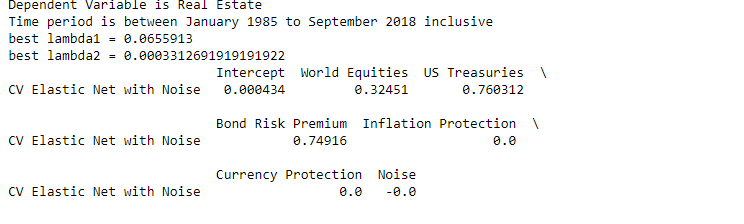 Dependent Variable is Real Estate
Time period is between January 1985 to September 2018 inclusive
best lambda1 = 0.0655913
best lambda2 = 0.0003312691919191922
Intercept World Equities US Treasuries \
CV Elastic Net with Noise 0.000434 0.32451 0.760312
Bond Risk Premium Inflation Protection \
CV Elastic Net with Noise 0.74916 0.0
Currency Protection Noise
CV Elastic Net with Noise 0.0 -0.0